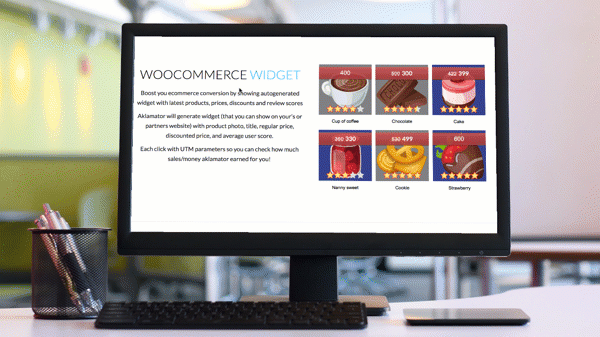 WOOCOMMERCE WIDGET
Boost you ecommerce conversion by showing autogenerated
widget with latest products, prices, discounts and review scores
Akiamator will generate widget (that you can show on your's or
partners website) with product photo, title, regular price,
discounted price, and average user score.
Each click with UTM parameters so you can check how much
sales/money akiamator earned for you!
400
500 300
422 399
Cup of coffee
Chocolate
Cake
360 330
530 499
600
Nanny sweet
Cookie
Strawberry